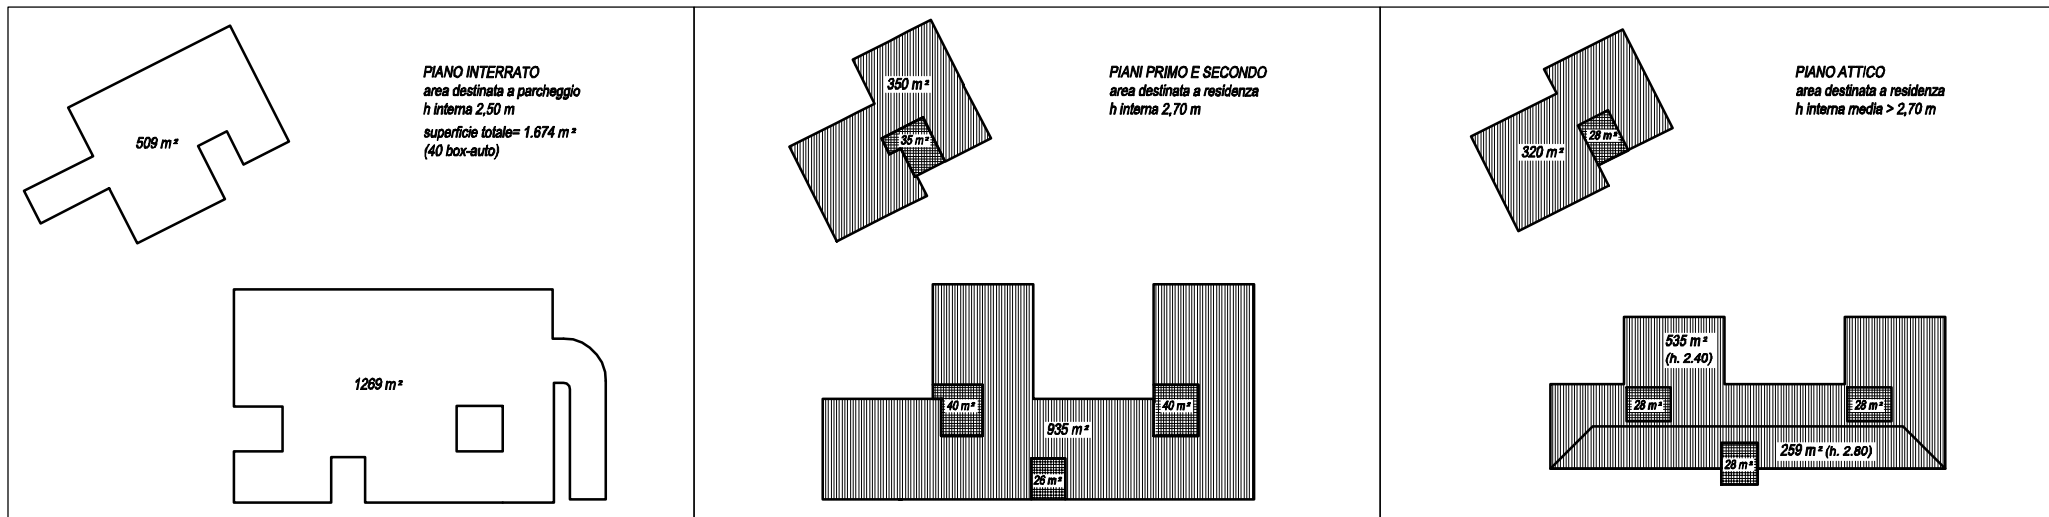 PIANO INTERRATO
area destinata a parcheggio
h interna 2,50 m
superficie totale= 1.674 m²
(40 box-auto)
509 m²
1269 m²
PIANI PRIMO E SECONDO
area destinata a residenza
h interna 2,70 m
350 m²
35 m²
40 m²
40 m²
935 m²
26 m²
PIANO ATTICO
area destinata a residenza
h interna media > 2,70 m
28 m²
320 m²
535 m²
(h. 2.40)
28 m²
28 m²
259 m² (h. 2.80)
28 m²